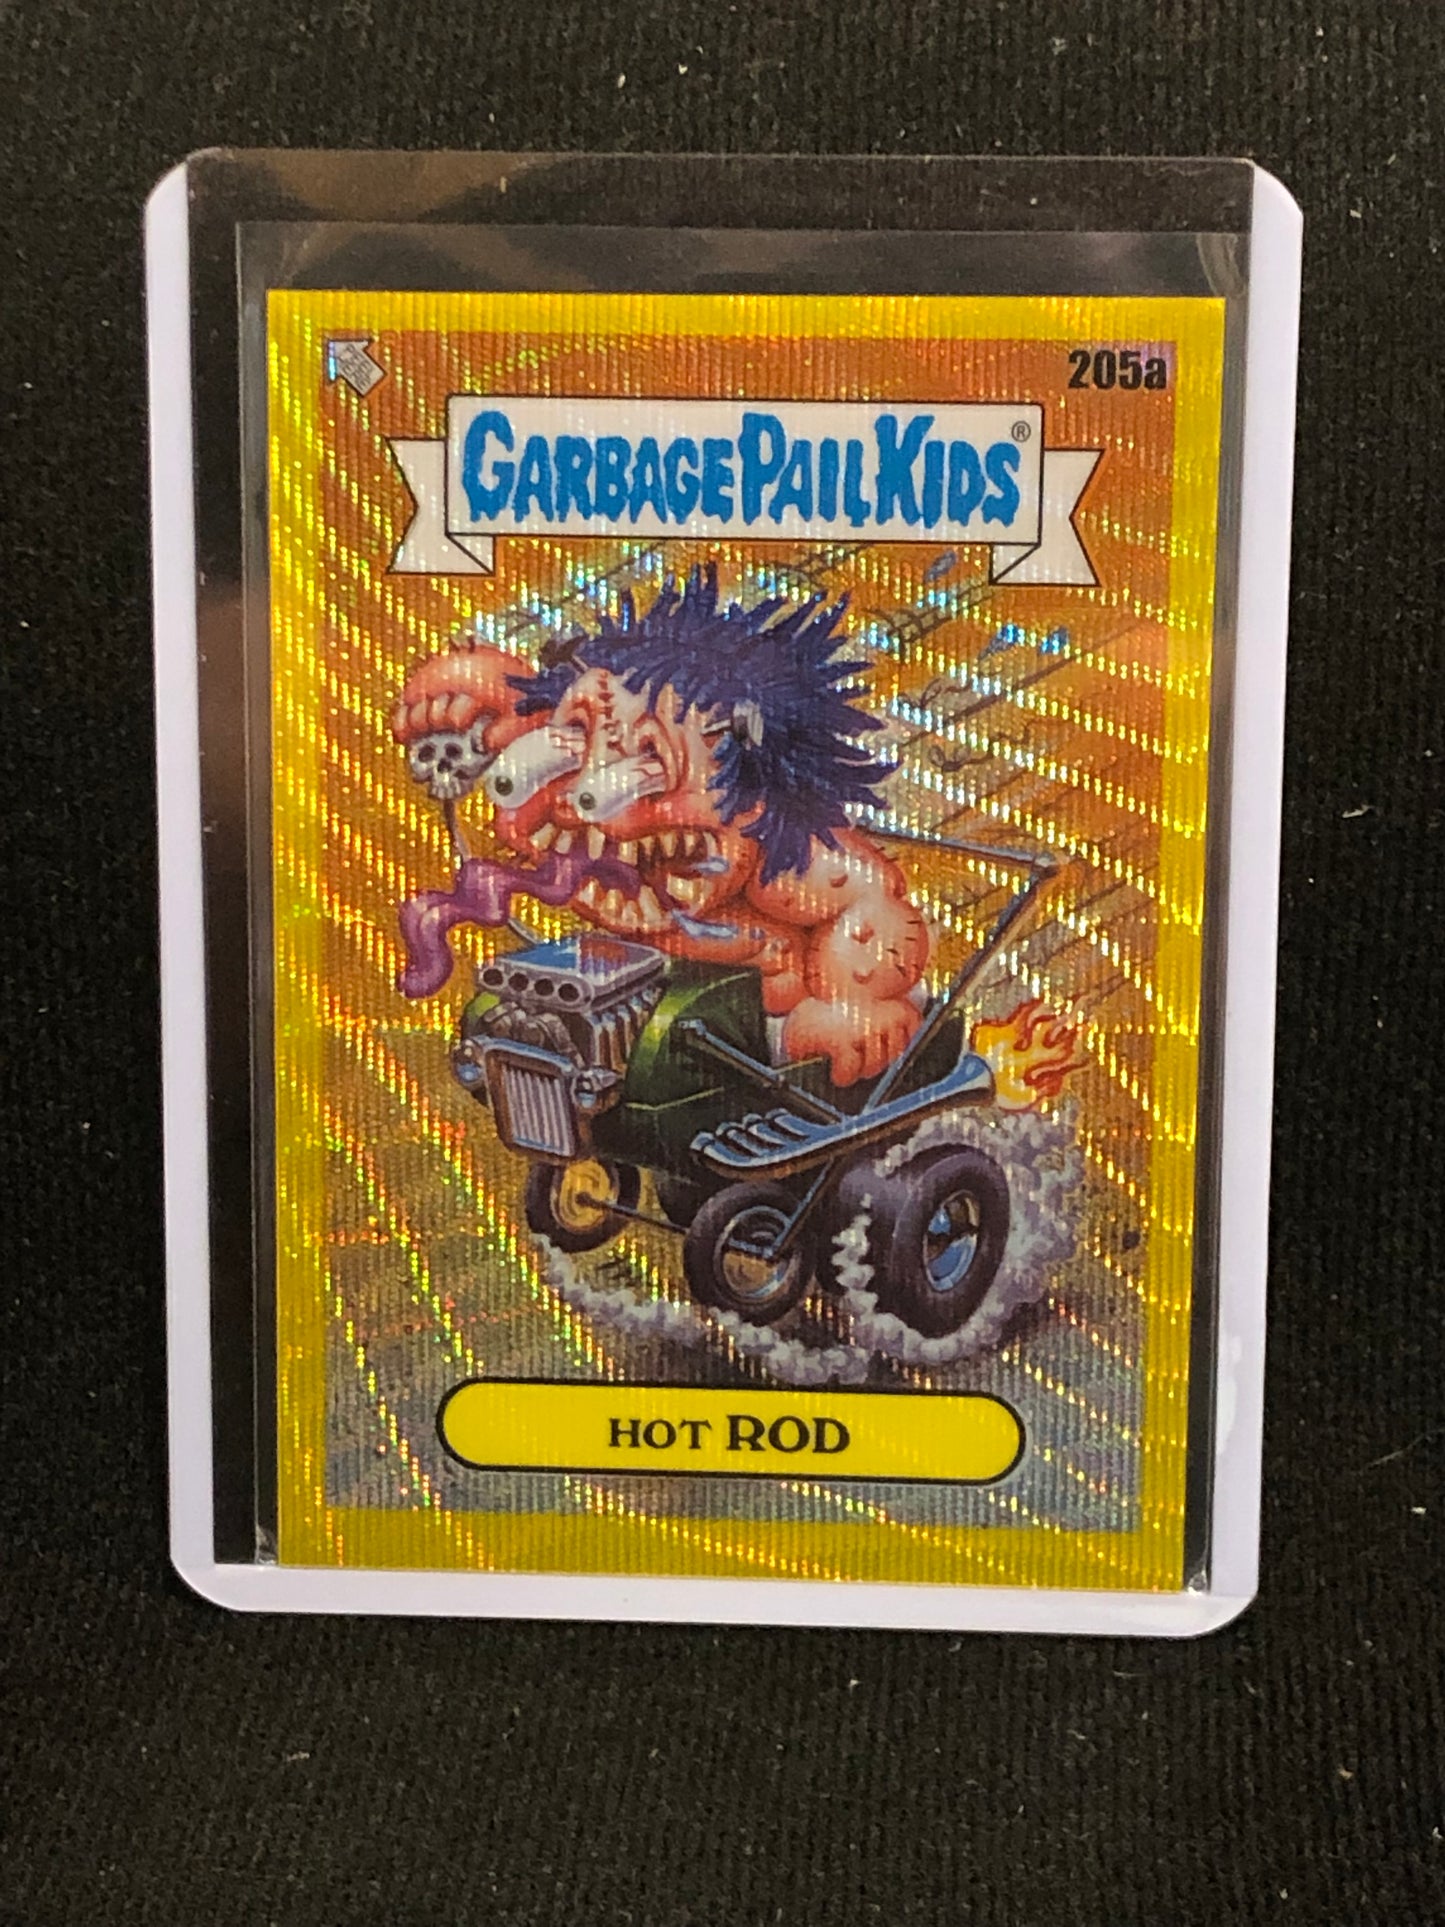 205a
GARBAGE PAIL KIDS®
HOT ROD